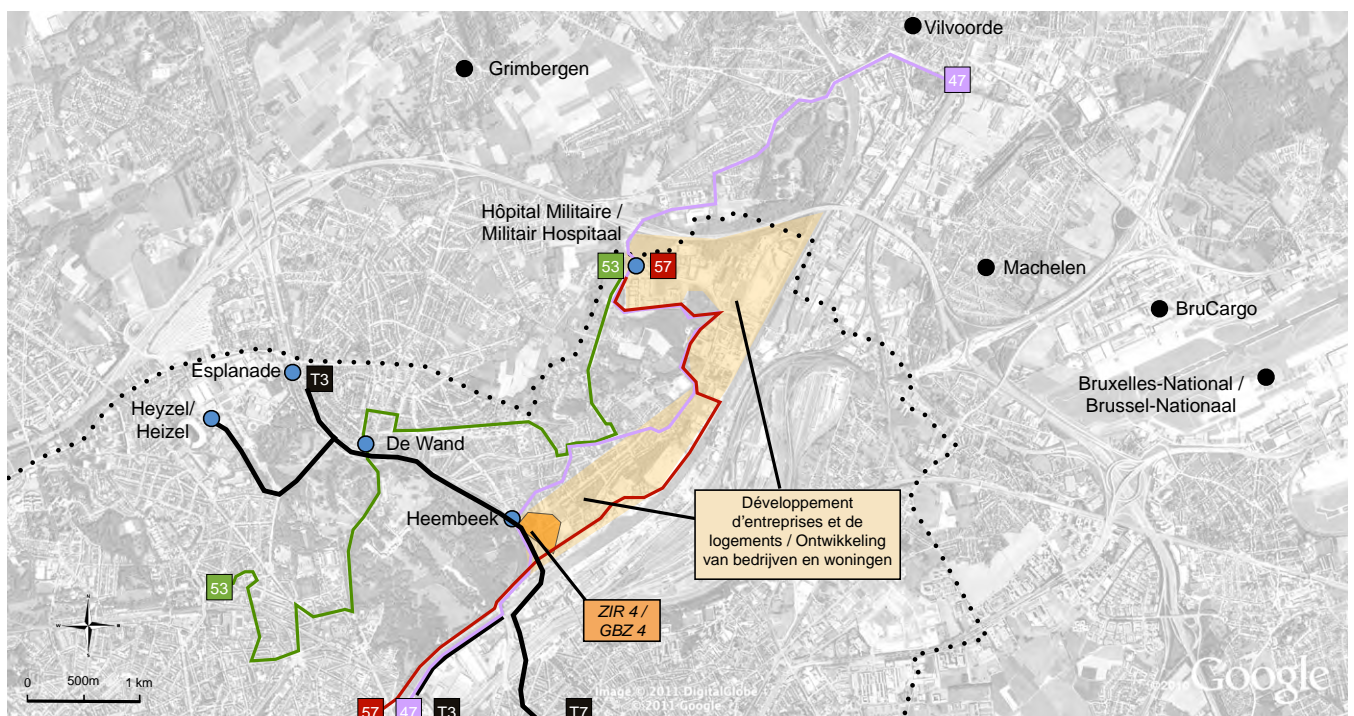 Vilvoorde
Grimbergen
47
Hôpital Militaire /
Militair Hospitaal
53
57
Machelen
BruCargo
Esplanade
T3
Bruxelles-National /
Brussel-Nationaal
Heyzel/
Heizel
De Wand
Heembeek
Développement
d'entreprises et de
logements / Ontwikkeling
van bedrijven en woningen
53
ZIR 4 /
GBZ 4
N
W
E
S
0
500m
1 km
Image © 2011 DigitalGlobe
© 2011 Google
©2010 Google
57
47
T3
T7